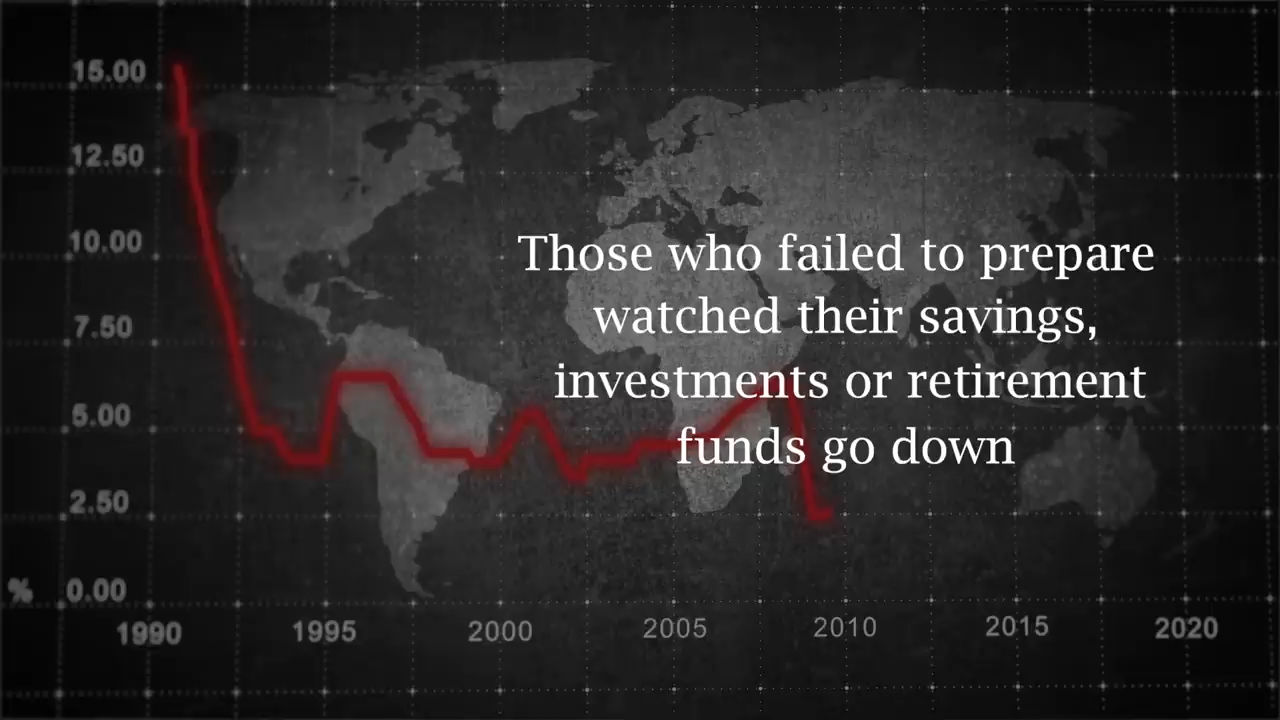 15.00
12.50
10.00
7.50
5.00
2.50
% 0.00
1990 1995 2000 2005 2010 2015 2020
Those who failed to prepare
watched their savings,
investments or retirement
funds go down